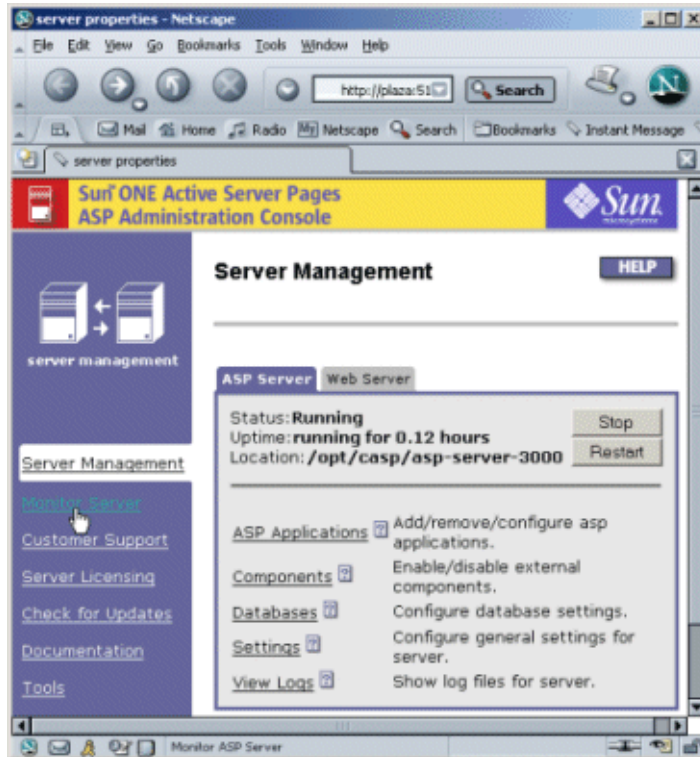 server properties - Netscape
File Edit View Go Bookmarks Tools Window Help
http://plaza:51 Search
Mail Home Radio My Netscape Search Bookmarks Instant Message
server properties
Sun ONE Active Server Pages
ASP Administration Console
Sun
microsystems
server management
Server Management
HELP
ASP Server Web Server
Status: Running
Uptime: running for 0.12 hours
Location: /opt/casp/asp-server-3000
Stop
Restart
Server Management
Monitor Server
Customer Support
Server Licensing
Check for Updates
Documentation
Tools
ASP Applications ? Add/remove/configure asp
applications.
Components ? Enable/disable external
components.
Databases ? Configure database settings.
Settings ? Configure general settings for
server.
View Logs ? Show log files for server.
Monitor ASP Server